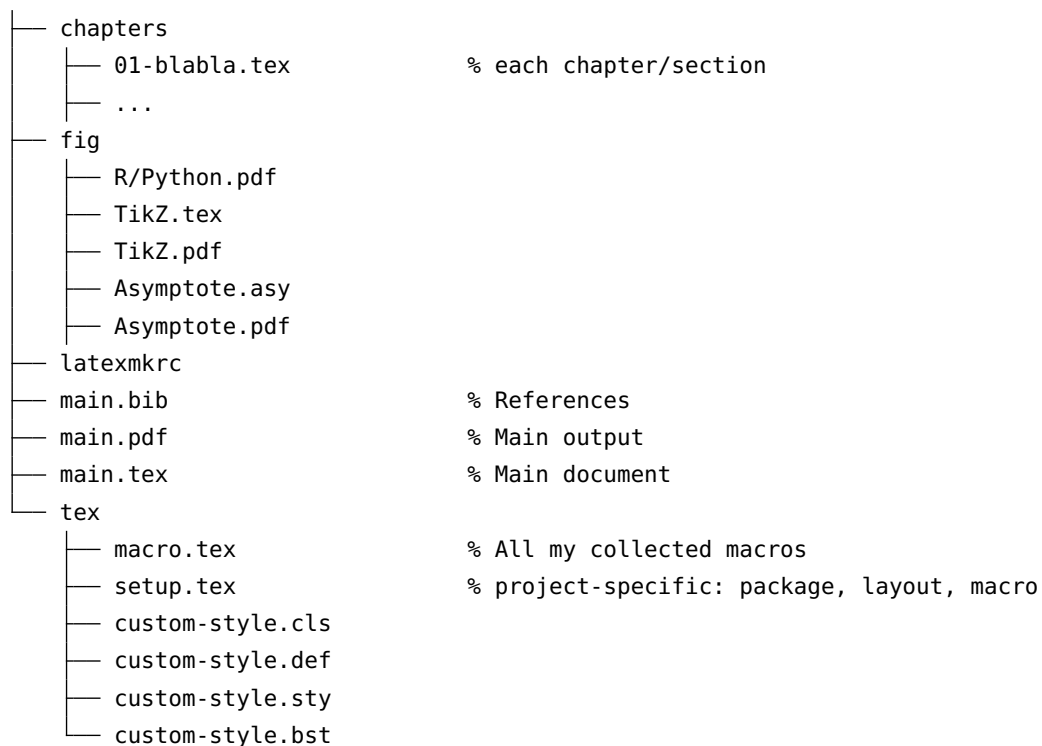 ├── chapters
│   ├── 01-blabla.tex % each chapter/section
│   ├── ...
├── fig
│   ├── R/Python.pdf
│   ├── TikZ.tex
│   ├── TikZ.pdf
│   ├── Asymptote.asy
│   ├── Asymptote.pdf
├── latexmkrc
├── main.bib % References
├── main.pdf % Main output
├── main.tex % Main document
└── tex
    ├── macro.tex % All my collected macros
    ├── setup.tex % project-specific: package, layout, macro
    ├── custom-style.cls
    ├── custom-style.def
    ├── custom-style.sty
    └── custom-style.bst